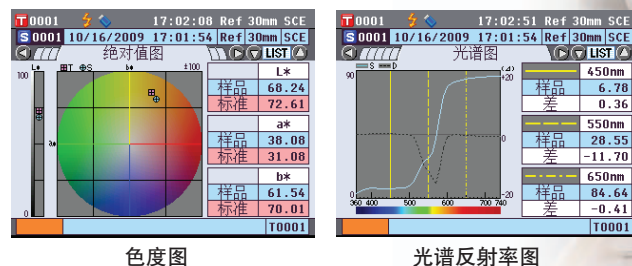 T 0001 17:02:08 Ref 30mm SCE
S 0001 10/16/2009 17:01:54 Ref 30mm SCE
绝对值图 LIST
L* T S b* ±100
100
a*
0
L*
样品 68.24
标准 72.61
a*
样品 38.08
标准 31.08
b*
样品 61.54
标准 70.01
T0001
色度图
T 0001 17:02:51 Ref 30mm SCE
S 0001 10/16/2009 17:01:54 Ref 30mm SCE
光谱图 LIST
S D
90 +20
0
0 -20
360 400 500 600 700 740
450nm
样品 6.78
差 0.36
550nm
样品 28.55
差 -11.70
650nm
样品 84.64
差 -0.41
T0001
光谱反射率图